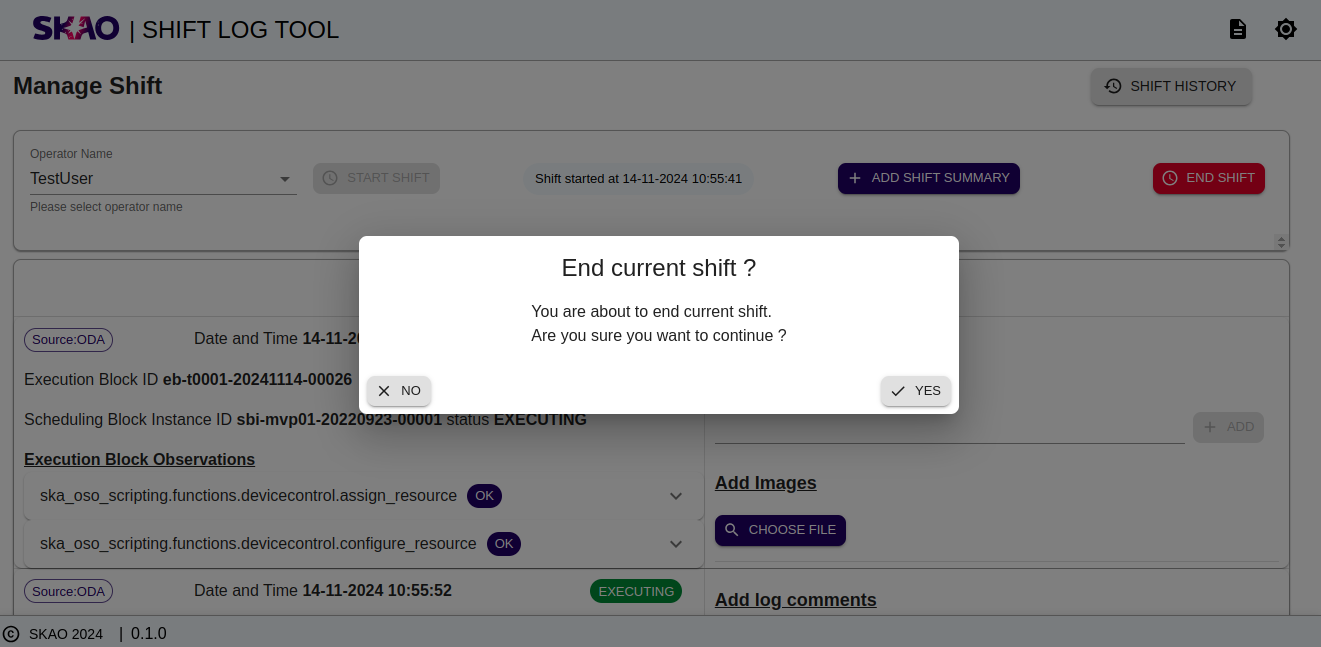 SKAO | SHIFT LOG TOOL
Manage Shift
SHIFT HISTORY
Operator Name
TestUser
START SHIFT
Shift started at 14-11-2024 10:55:41
ADD SHIFT SUMMARY
END SHIFT
Please select operator name
End current shift ?
You are about to end current shift.
Are you sure you want to continue ?
NO
YES
Source:ODA
Date and Time 14-11-20
Execution Block ID eb-t0001-20241114-00026
Scheduling Block Instance ID sbi-mvp01-20220923-00001 status EXECUTING
Execution Block Observations
ska_oso_scripting.functions.devicecontrol.assign_resource OK
ska_oso_scripting.functions.devicecontrol.configure_resource OK
Source:ODA
Date and Time 14-11-2024 10:55:52
EXECUTING
ADD
Add Images
CHOOSE FILE
Add log comments
© SKAO 2024 | 0.1.0